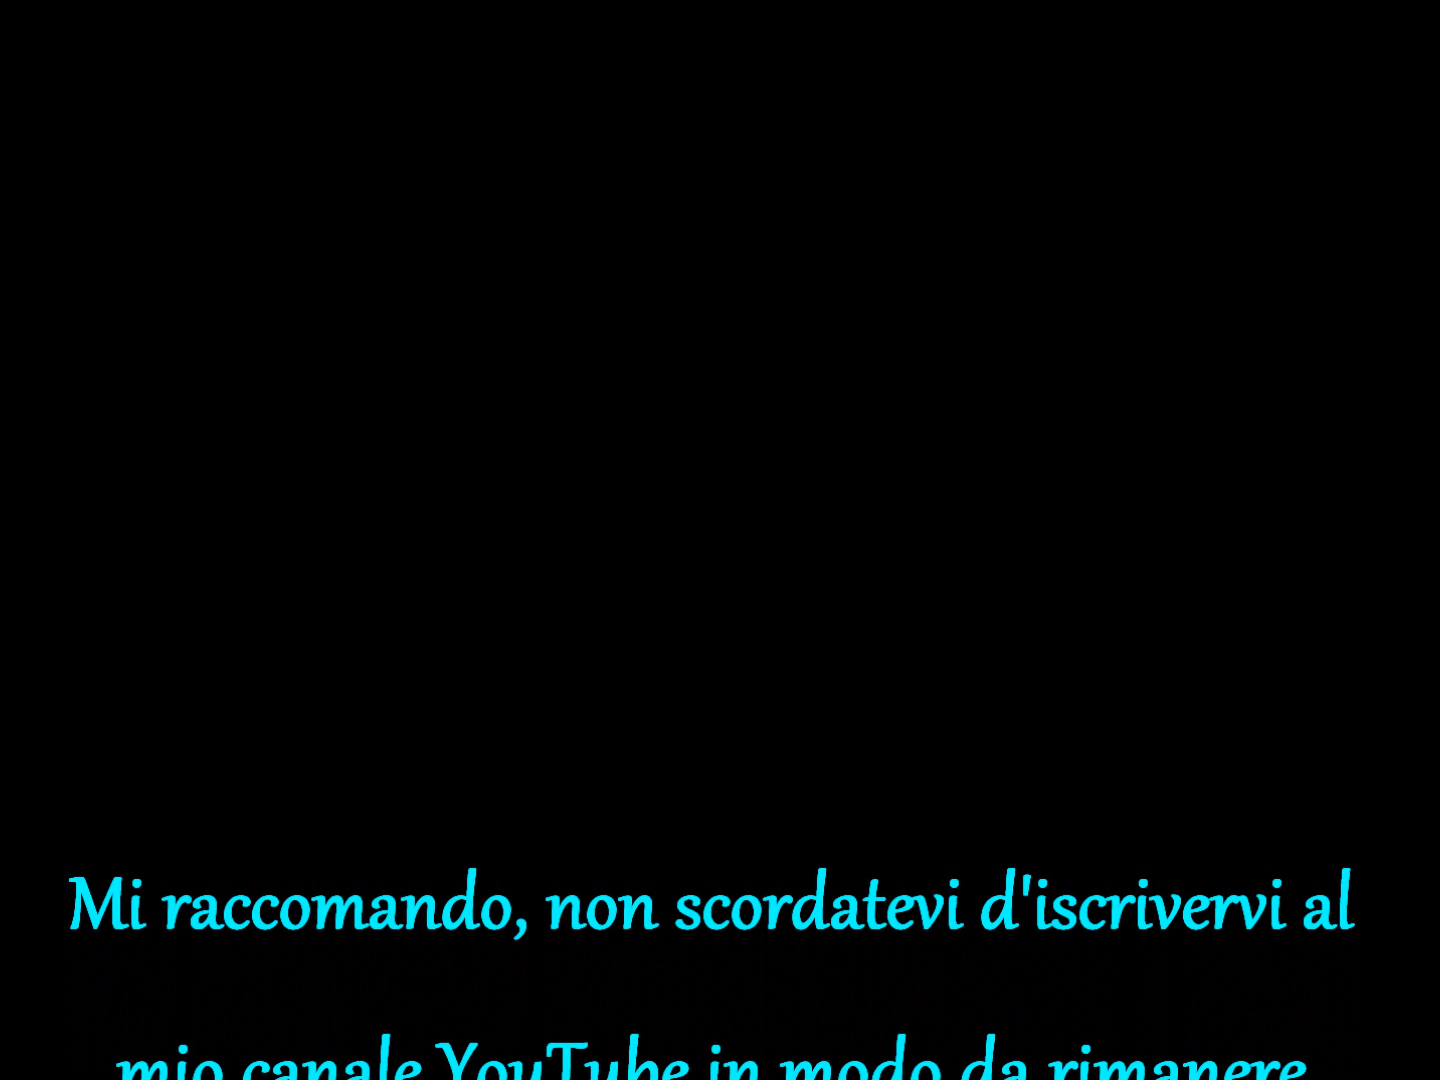 Mi raccomando, non scordatevi d'iscrivervi al
mio canale YouTube in modo da rimanere